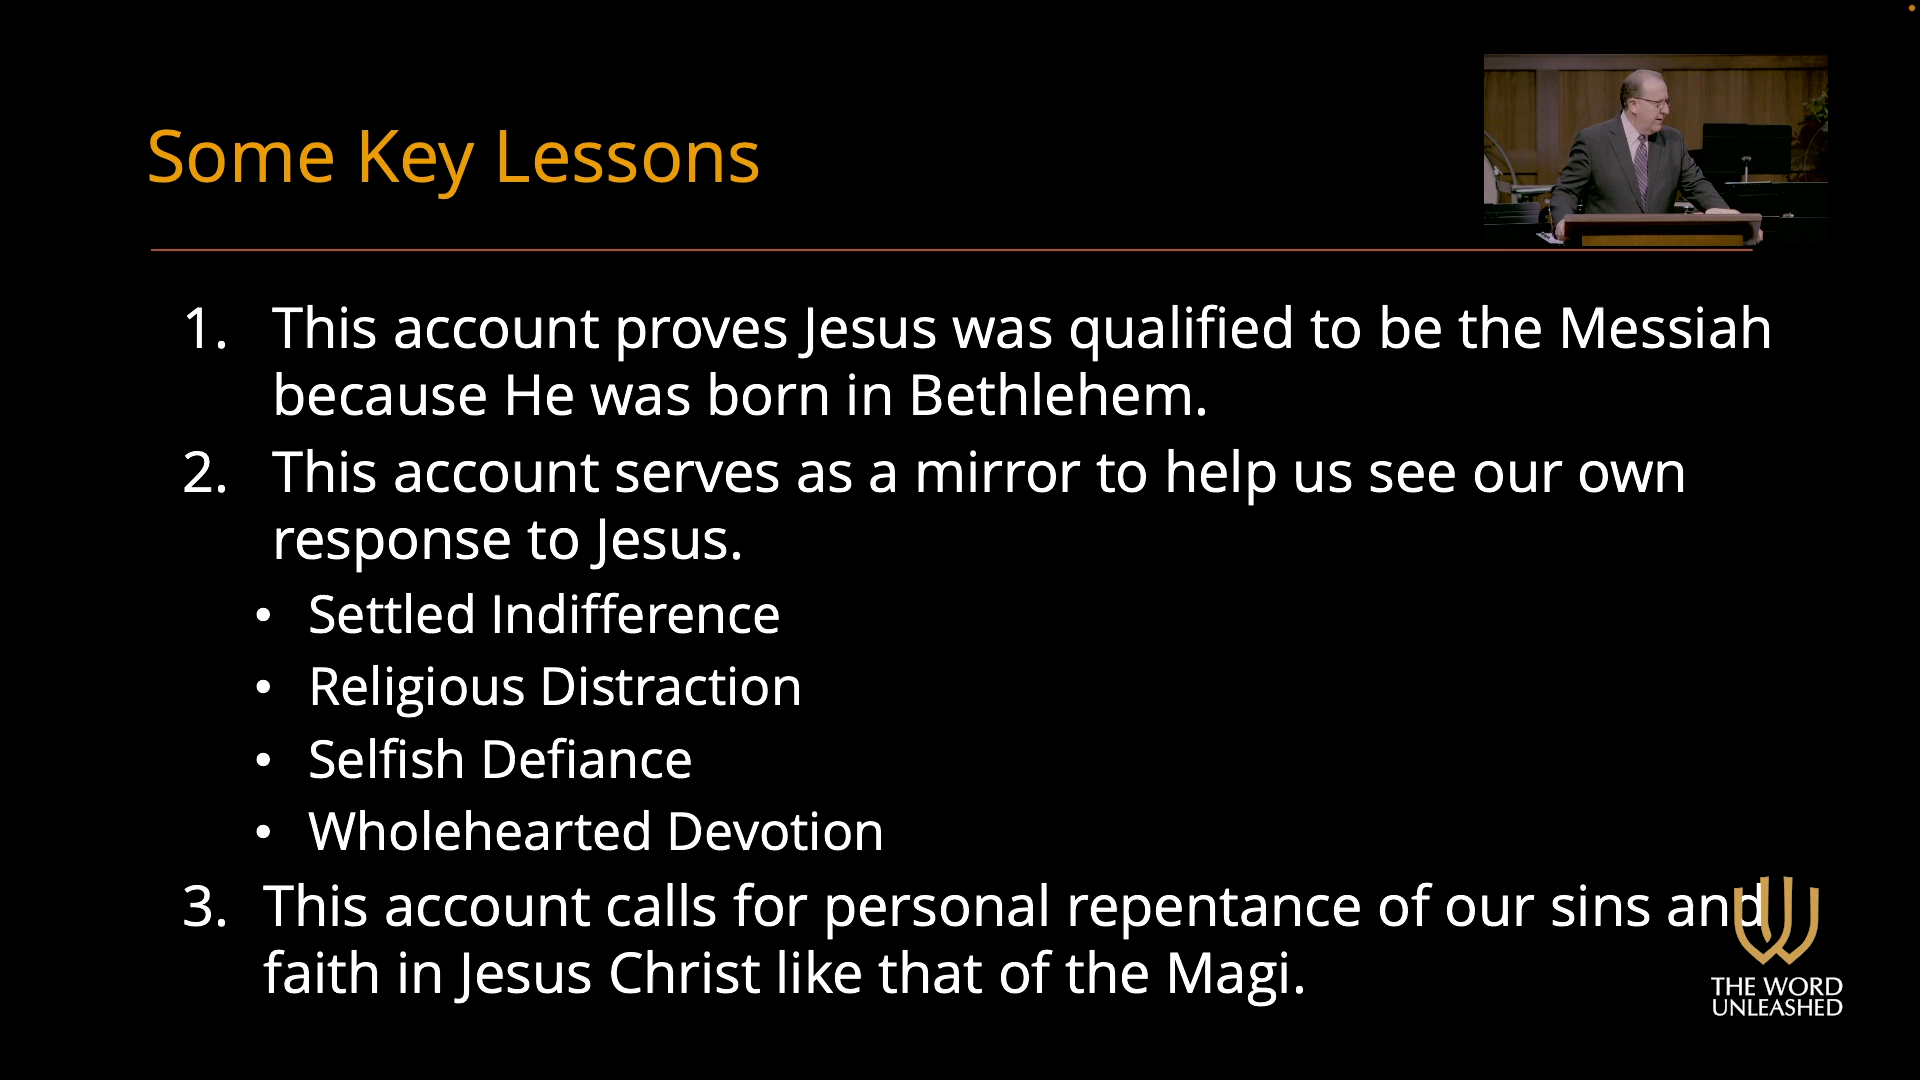 Some Key Lessons
1. This account proves Jesus was qualified to be the Messiah
because He was born in Bethlehem.
2. This account serves as a mirror to help us see our own
response to Jesus.
• Settled Indifference
• Religious Distraction
• Selfish Defiance
• Wholehearted Devotion
3. This account calls for personal repentance of our sins and
faith in Jesus Christ like that of the Magi.
THE WORD
UNLEASHED